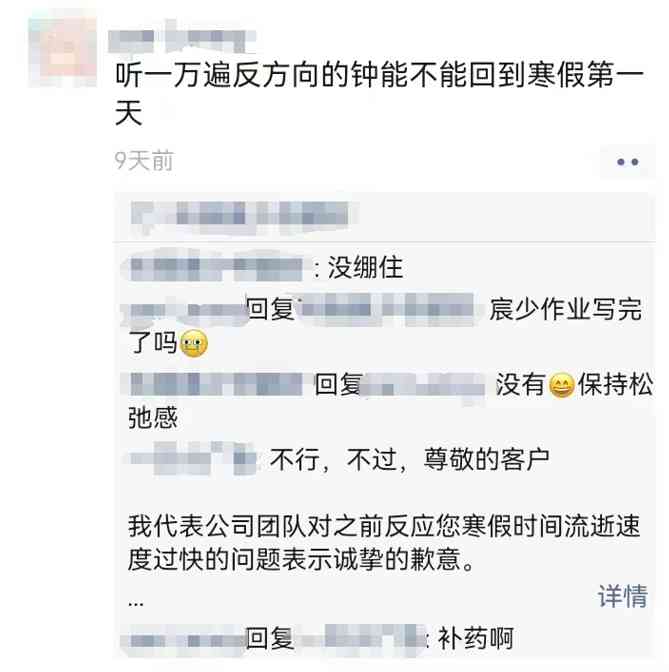 听一万遍反方向的钟能不能回到寒假第一
天
9天前
: 没绷住
回复 宸少作业写完
了吗🥹
回复 没有😄保持松
弛感
: 不行，不过，尊敬的客户
我代表公司团队对之前反应您寒假时间流逝速
度过快的问题表示诚挚的歉意。
...
详情
回复 : 补药啊